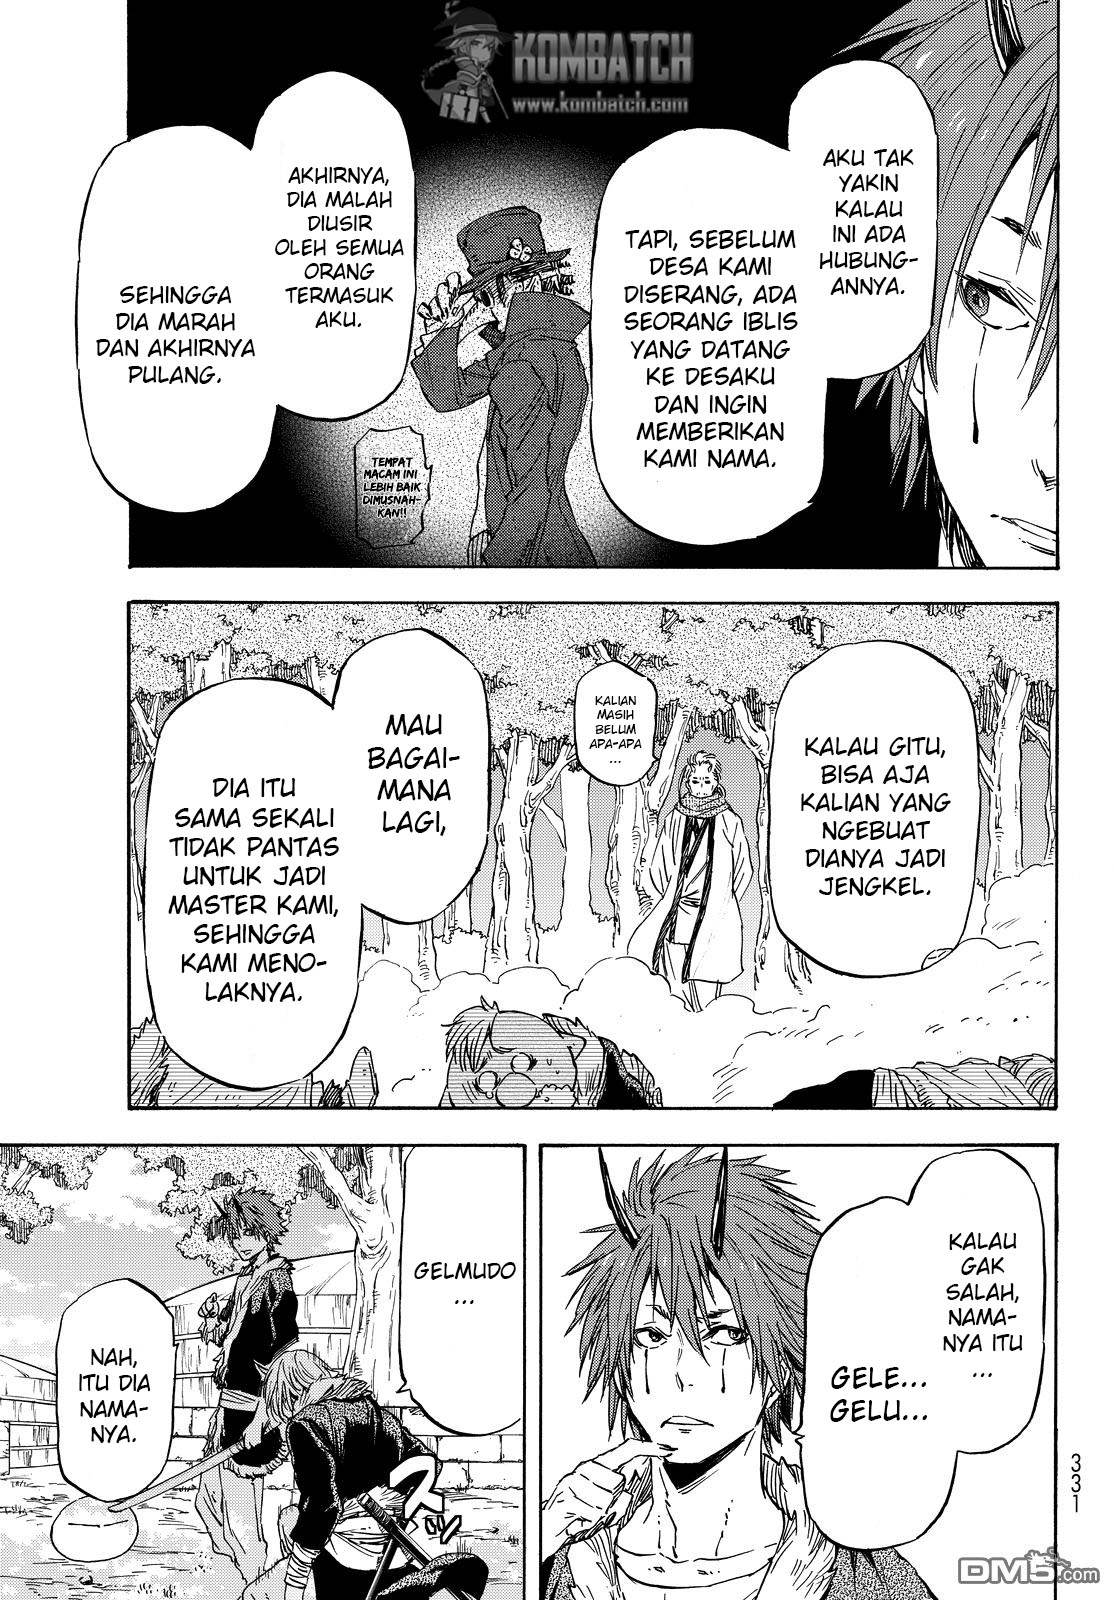 KOMBATCH
www.kombatch.com
AKU TAK
YAKIN
KALAU
INI ADA
HUBUNG-
ANNYA.
TAPI, SEBELUM
DESA KAMI
DISERANG, ADA
SEORANG IBLIS
YANG DATANG
KE DESAKU
DAN INGIN
MEMBERIKAN
KAMI NAMA.
AKHIRNYA,
DIA MALAH
DIUSIR
OLEH SEMUA
ORANG
TERMASUK
AKU.
SEHINGGA
DIA MARAH
DAN AKHIRNYA
PULANG.
TEMPAT
MACAM INI
LEBIH BAIK
DIMUSNAH-
KAN!!
KALAU GITU,
BISA AJA
KALIAN YANG
NGEBUAT
DIANYA JADI
JENGKEL.
KALIAN
MASIH
BELUM
APA-APA
...
MAU
BAGAI-
MANA
LAGI,
DIA ITU
SAMA SEKALI
TIDAK PANTAS
UNTUK JADI
MASTER KAMI,
SEHINGGA
KAMI MENO-
LAKNYA.
KALAU
GAK
SALAH,
NAMA-
NYA ITU
...
GELE...
GELU...
GELMUDO
...
NAH,
ITU DIA
NAMA-
NYA.
スッ
331
DM5.com